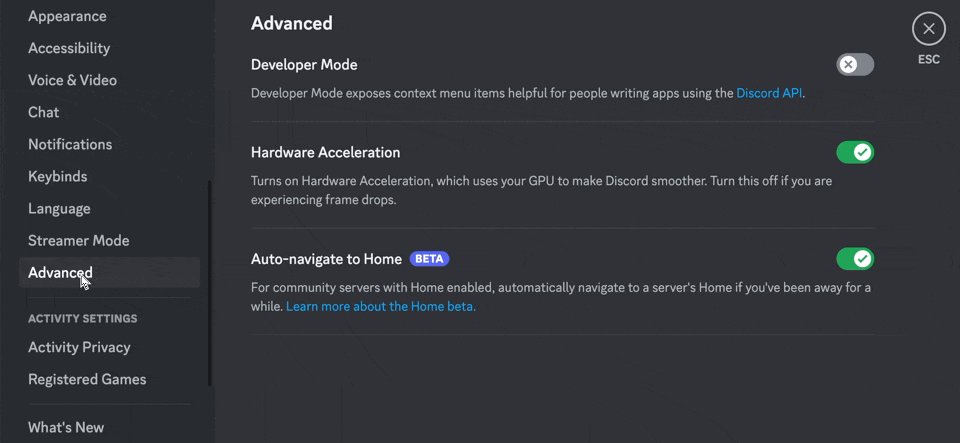 Appearance
Accessibility
Voice & Video
Chat
Notifications
Keybinds
Language
Streamer Mode
Advanced
ACTIVITY SETTINGS
Activity Privacy
Registered Games
What's New
Advanced
Developer Mode
Developer Mode exposes context menu items helpful for people writing apps using the Discord API.
Hardware Acceleration
Turns on Hardware Acceleration, which uses your GPU to make Discord smoother. Turn this off if you are
experiencing frame drops.
Auto-navigate to Home BETA
For community servers with Home enabled, automatically navigate to a server's Home if you've been away for a
while. Learn more about the Home beta.
ESC